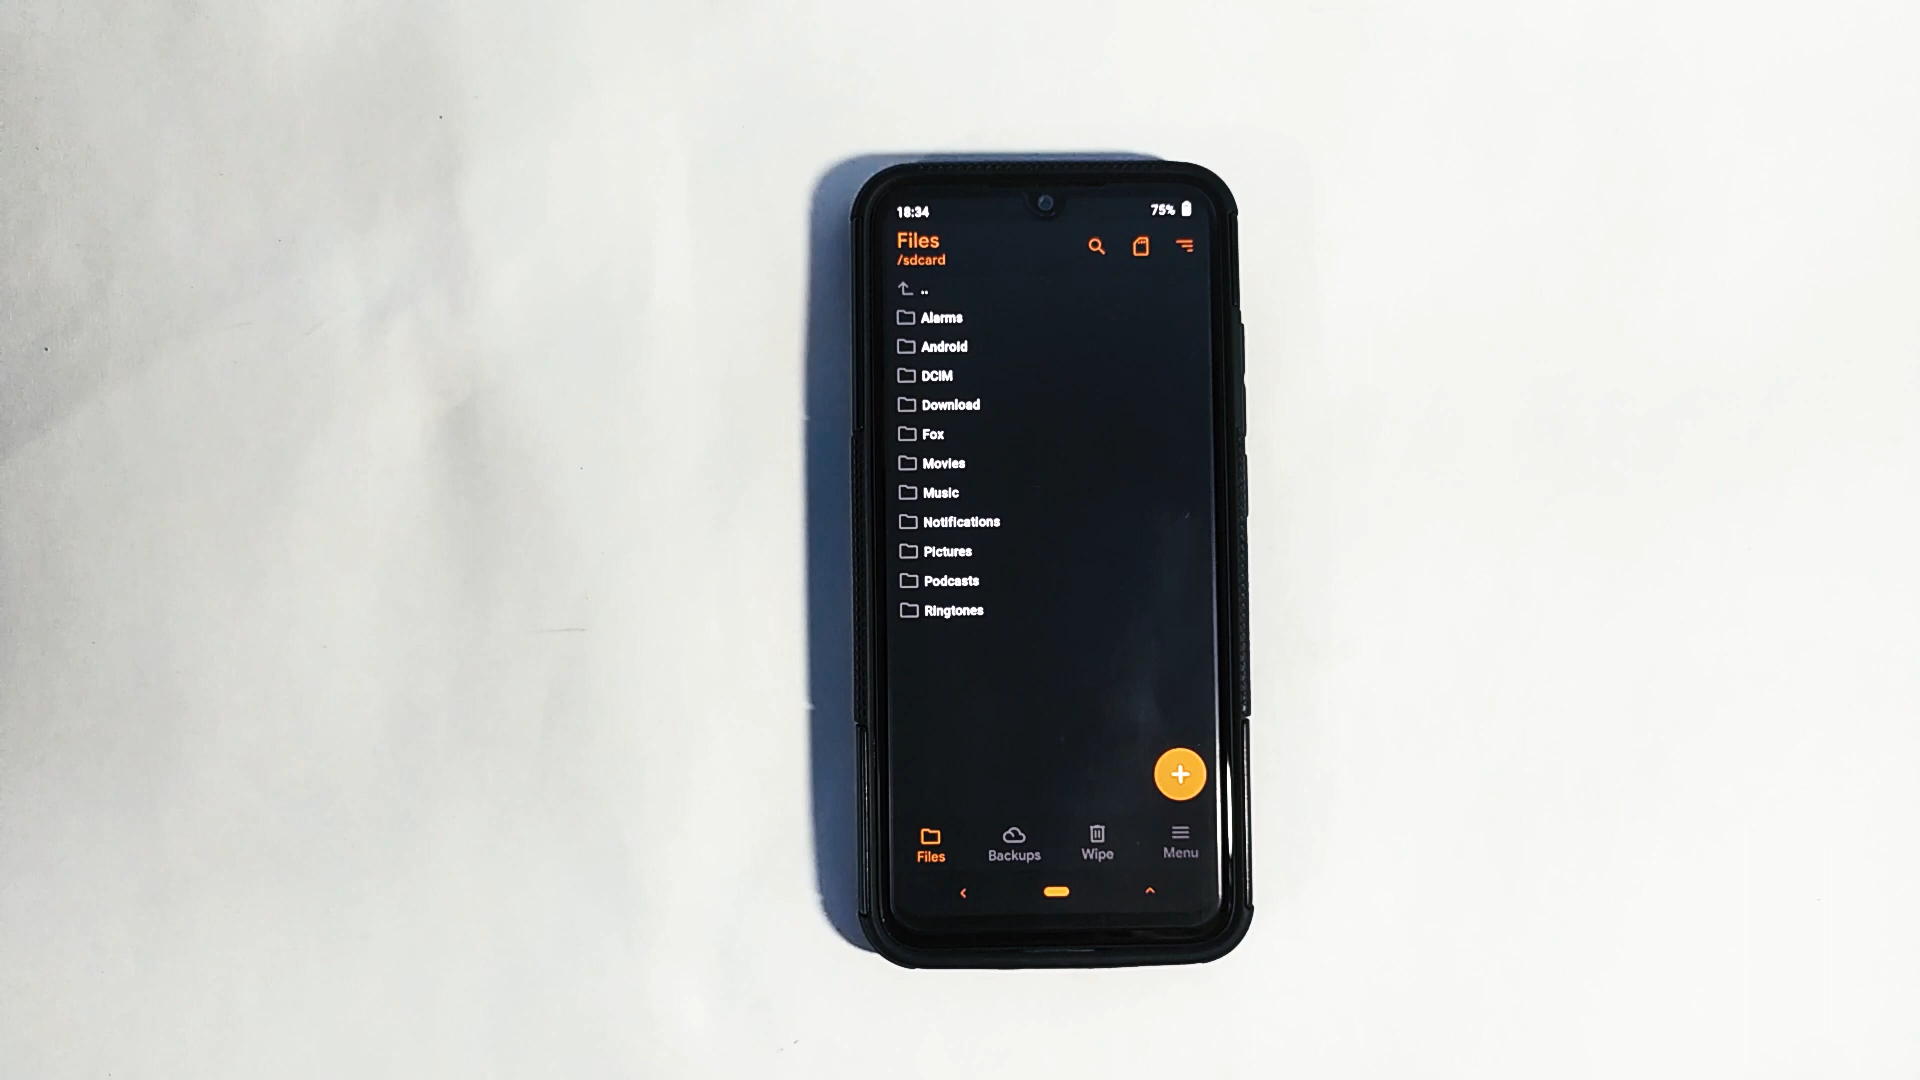 18:34 75%
Files
/sdcard
..
Alarms
Android
DCIM
Download
Fox
Movies
Music
Notifications
Pictures
Podcasts
Ringtones
Files Backups Wipe Menu